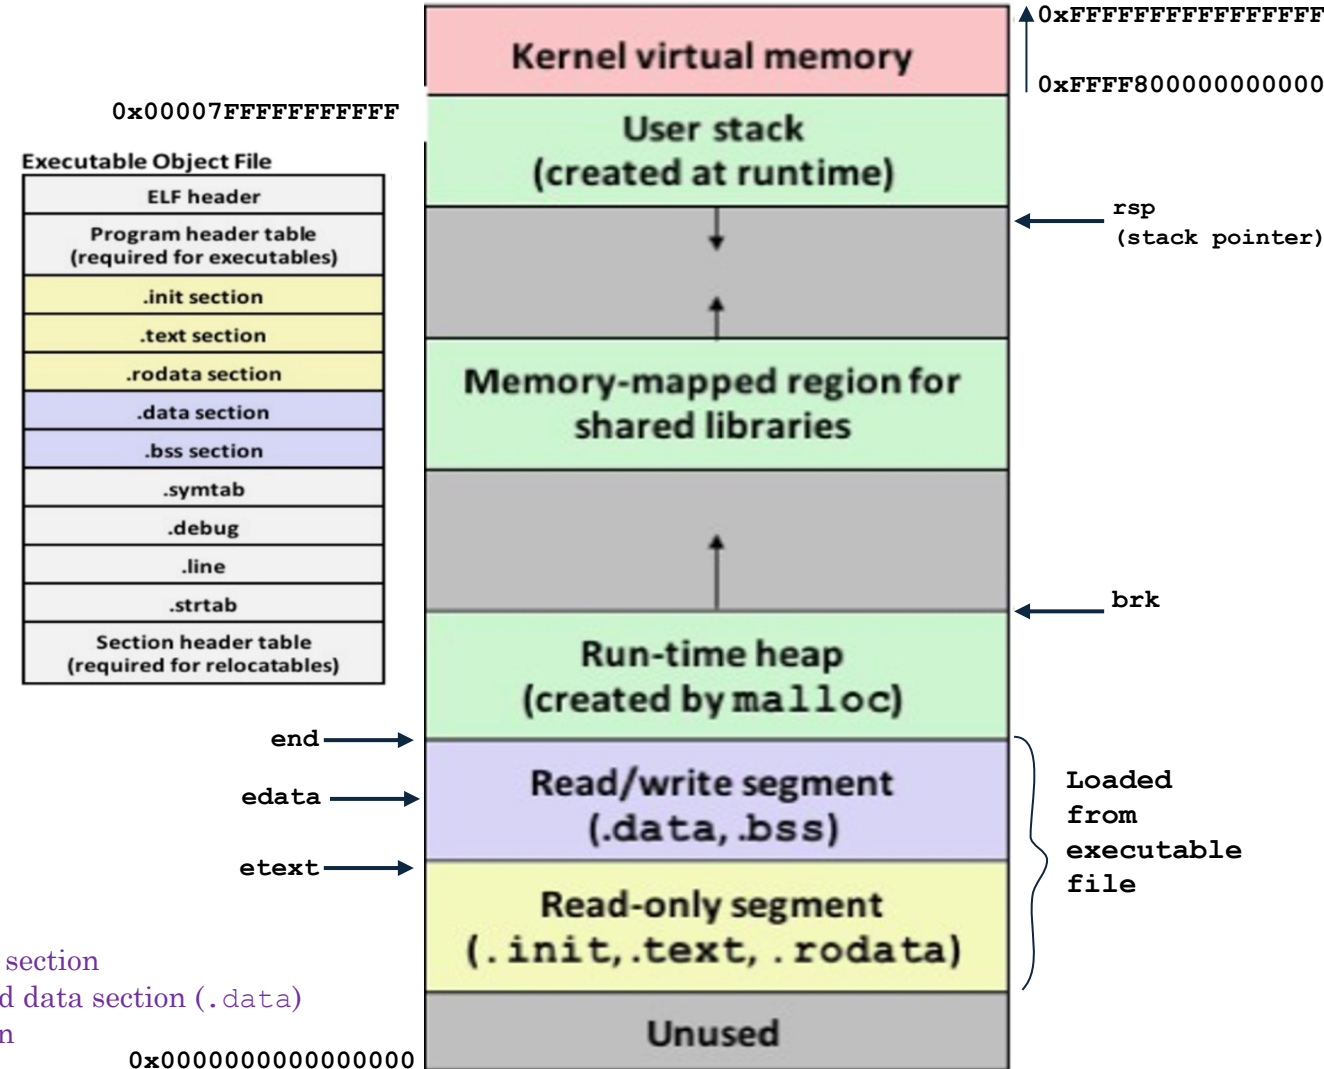 Kernel virtual memory
0xFFFFFFFFFFFFFFFF
0xFFFF800000000000
0x00007FFFFFFFFFFF
User stack
(created at runtime)
rsp
(stack pointer)
Executable Object File
ELF header
Program header table
(required for executables)
.init section
.text section
.rodata section
.data section
.bss section
.symtab
.debug
.line
.strtab
Section header table
(required for relocatables)
Memory-mapped region for
shared libraries
brk
Run-time heap
(created by malloc)
end
edata
etext
Read/write segment
(.data, .bss)
Read-only segment
(.init, .text, .rodata)
Loaded
from
executable
file
Unused
section
d data section (.data)
n
0x0000000000000000